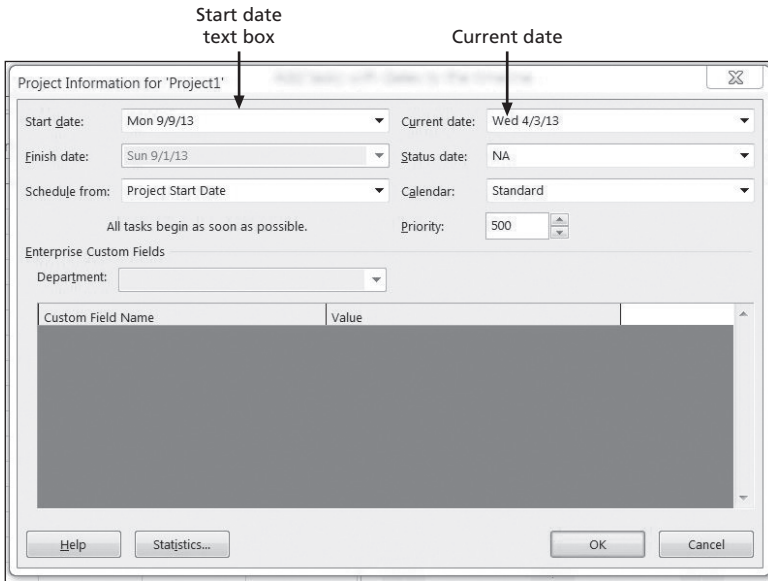 Start date
text box
Current date
Project Information for 'Project1'
Start date: Mon 9/9/13 Current date: Wed 4/3/13
Finish date: Sun 9/1/13 Status date: NA
Schedule from: Project Start Date Calendar: Standard
All tasks begin as soon as possible. Priority: 500
Enterprise Custom Fields
Department:
Custom Field Name Value
Help Statistics... OK Cancel